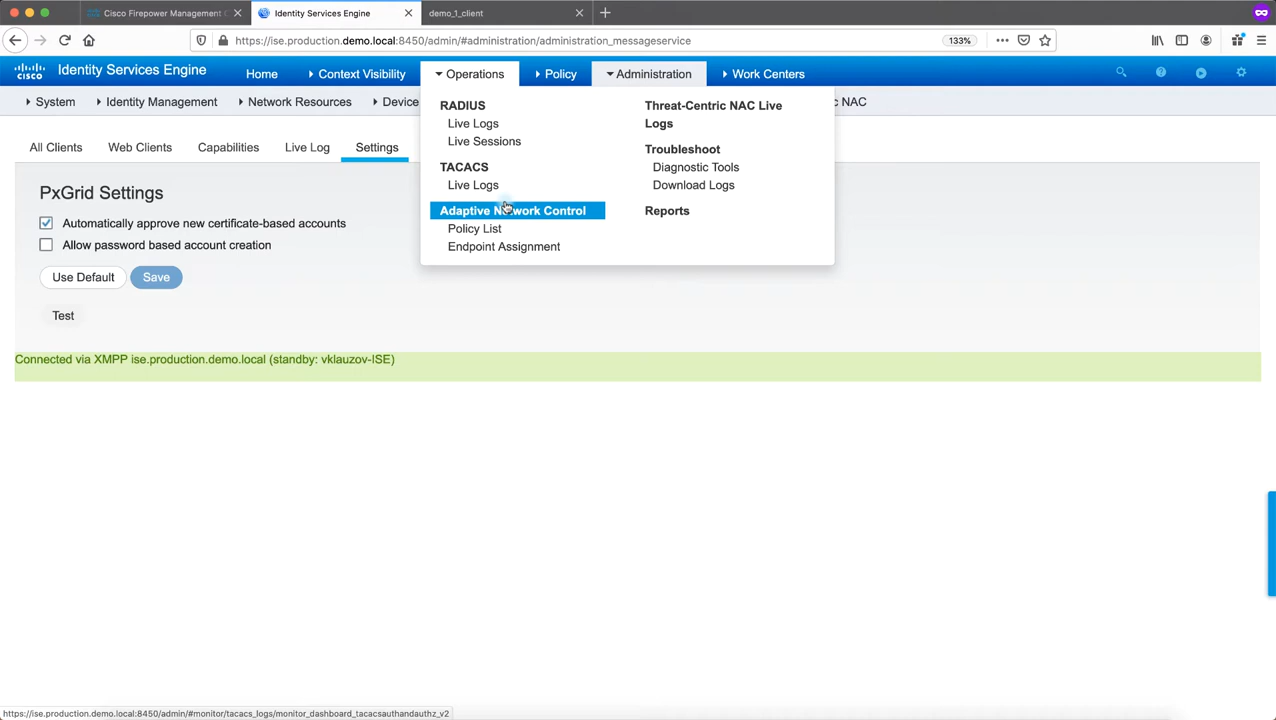 Cisco Firepower Management C
Identity Services Engine
demo_1_client
https://ise.production.demo.local:8450/admin/#administration/administration_messageservice
133%
CISCO
Identity Services Engine
Home
Context Visibility
Operations
Policy
Administration
Work Centers
System
Identity Management
Network Resources
Device
NAC
All Clients
Web Clients
Capabilities
Live Log
Settings
RADIUS
Live Logs
Live Sessions
TACACS
Live Logs
Adaptive Network Control
Policy List
Endpoint Assignment
Threat-Centric NAC Live
Logs
Troubleshoot
Diagnostic Tools
Download Logs
Reports
PxGrid Settings
Automatically approve new certificate-based accounts
Allow password based account creation
Use Default
Save
Test
Connected via XMPP ise.production.demo.local (standby: vklauzov-ISE)
https://ise.production.demo.local:8450/admin/#monitor/tacacs_logs/monitor_dashboard_tacacsauthandauthz_v2